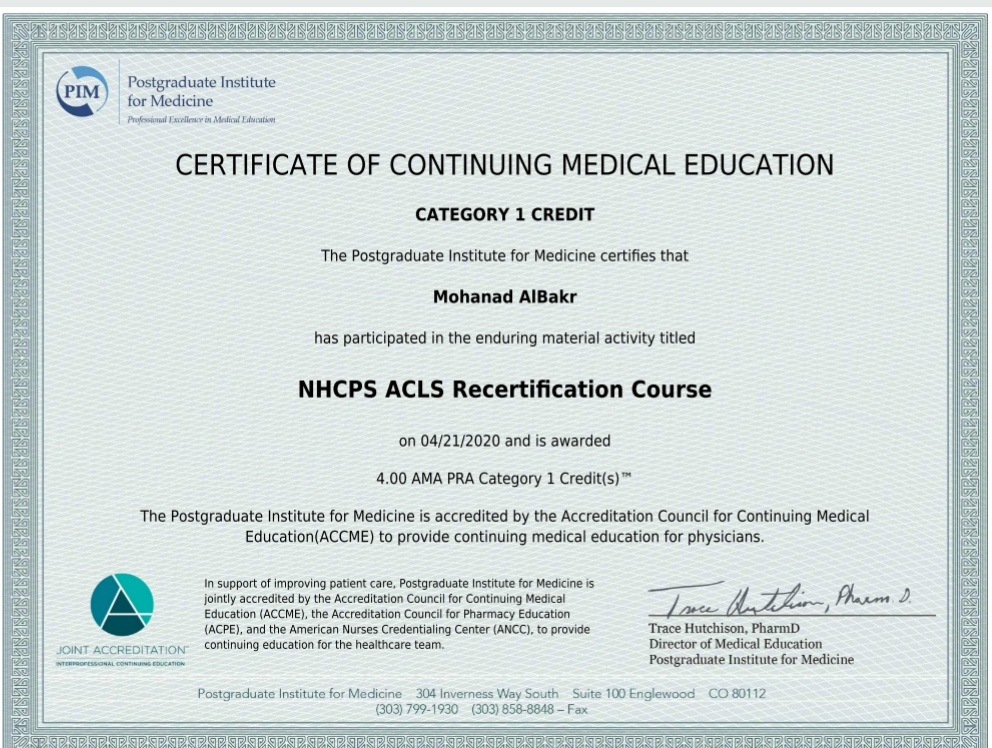 PIM
Postgraduate Institute
for Medicine
Professional Excellence in Medical Education
CERTIFICATE OF CONTINUING MEDICAL EDUCATION
CATEGORY 1 CREDIT
The Postgraduate Institute for Medicine certifies that
Mohanad AlBakr
has participated in the enduring material activity titled
NHCPS ACLS Recertification Course
on 04/21/2020 and is awarded
4.00 AMA PRA Category 1 Credit(s)™
The Postgraduate Institute for Medicine is accredited by the Accreditation Council for Continuing Medical
Education(ACCME) to provide continuing medical education for physicians.
In support of improving patient care, Postgraduate Institute for Medicine is
jointly accredited by the Accreditation Council for Continuing Medical
Education (ACCME), the Accreditation Council for Pharmacy Education
(ACPE), and the American Nurses Credentialing Center (ANCC), to provide
continuing education for the healthcare team.
JOINT ACCREDITATION™
INTERPROFESSIONAL CONTINUING EDUCATION
Trace Hutchison, Pharm. D.
Trace Hutchison, PharmD
Director of Medical Education
Postgraduate Institute for Medicine
Postgraduate Institute for Medicine 304 Inverness Way South Suite 100 Englewood CO 80112
(303) 799-1930 (303) 858-8848 – Fax